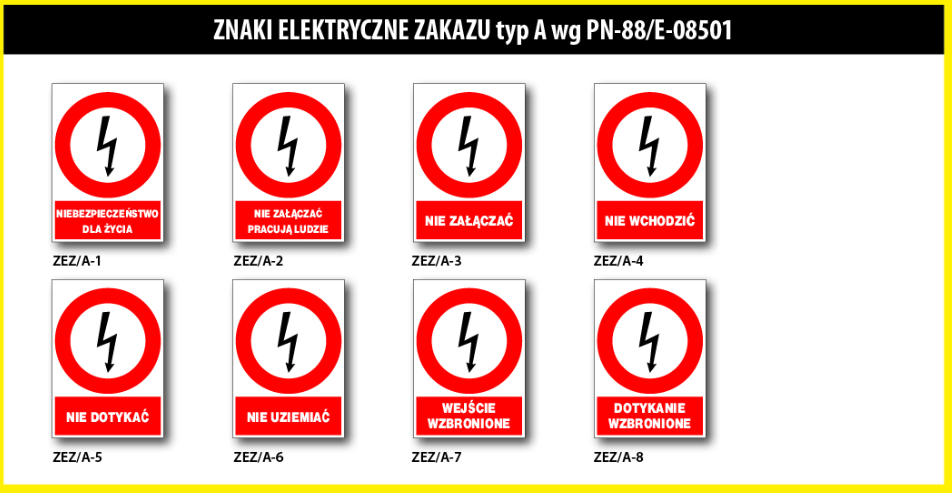 ZNAKI ELEKTRYCZNE ZAKAZU typ A wg PN-88/E-08501
NIEBEZPIECZEŃSTWO
DLA ŻYCIA
ZEZ/A-1
NIE ZAŁĄCZAĆ
PRACUJĄ LUDZIE
ZEZ/A-2
NIE ZAŁĄCZAĆ
ZEZ/A-3
NIE WCHODZIĆ
ZEZ/A-4
NIE DOTYKAĆ
ZEZ/A-5
NIE UZIEMIAĆ
ZEZ/A-6
WEJŚCIE
WZBRONIONE
ZEZ/A-7
DOTYKANIE
WZBRONIONE
ZEZ/A-8